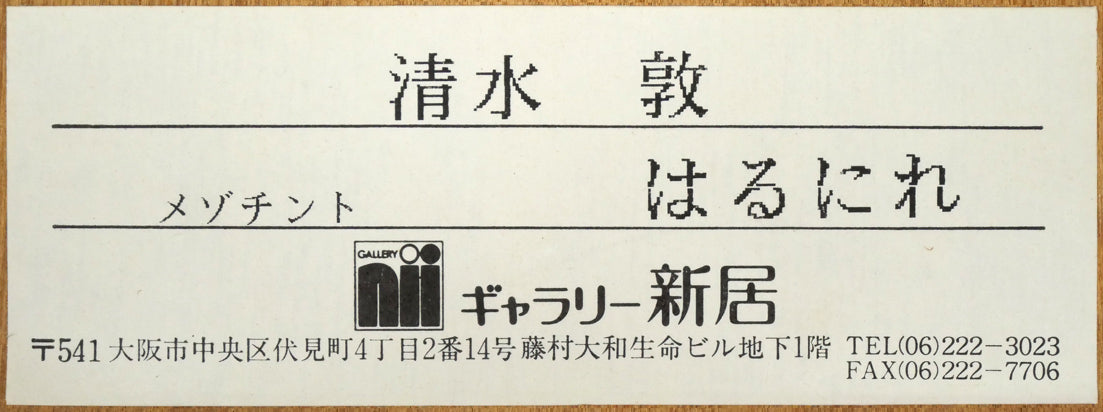 清水　敦
メゾチント　はるにれ
GALLERY nii ギャラリー新居
〒541 大阪市中央区伏見町4丁目2番14号 藤村大和生命ビル地下1階 TEL(06)222−3023
FAX(06)222−7706